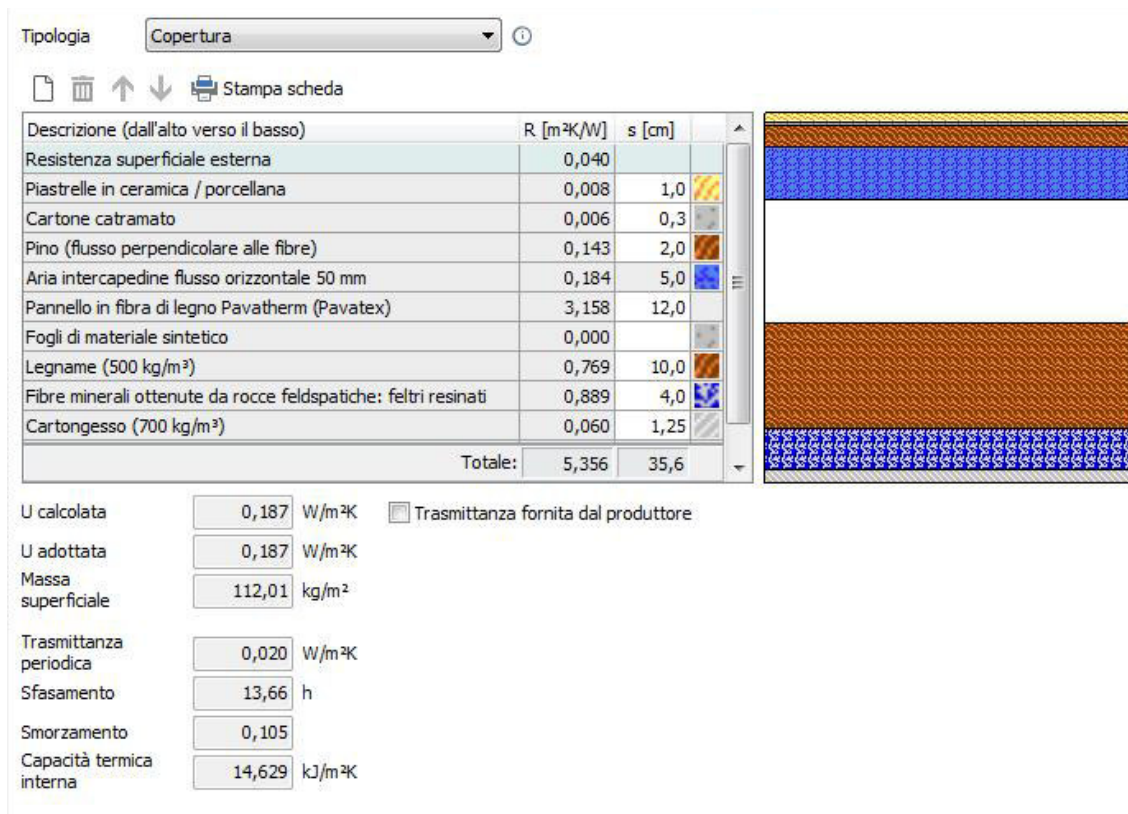 Tipologia Copertura
Stampa scheda
Descrizione (dall'alto verso il basso) R [m²K/W] s [cm]
Resistenza superficiale esterna 0,040
Piastrelle in ceramica / porcellana 0,008 1,0
Cartone catramato 0,006 0,3
Pino (flusso perpendicolare alle fibre) 0,143 2,0
Aria intercapedine flusso orizzontale 50 mm 0,184 5,0
Pannello in fibra di legno Pavatherm (Pavatex) 3,158 12,0
Fogli di materiale sintetico 0,000
Legname (500 kg/m³) 0,769 10,0
Fibre minerali ottenute da rocce feldspatiche: feltri resinati 0,889 4,0
Cartongesso (700 kg/m³) 0,060 1,25
Totale: 5,356 35,6
U calcolata 0,187 W/m²K Trasmittanza fornita dal produttore
U adottata 0,187 W/m²K
Massa
superficiale 112,01 kg/m²
Trasmittanza
periodica 0,020 W/m²K
Sfasamento 13,66 h
Smorzamento 0,105
Capacità termica
interna 14,629 kJ/m²K